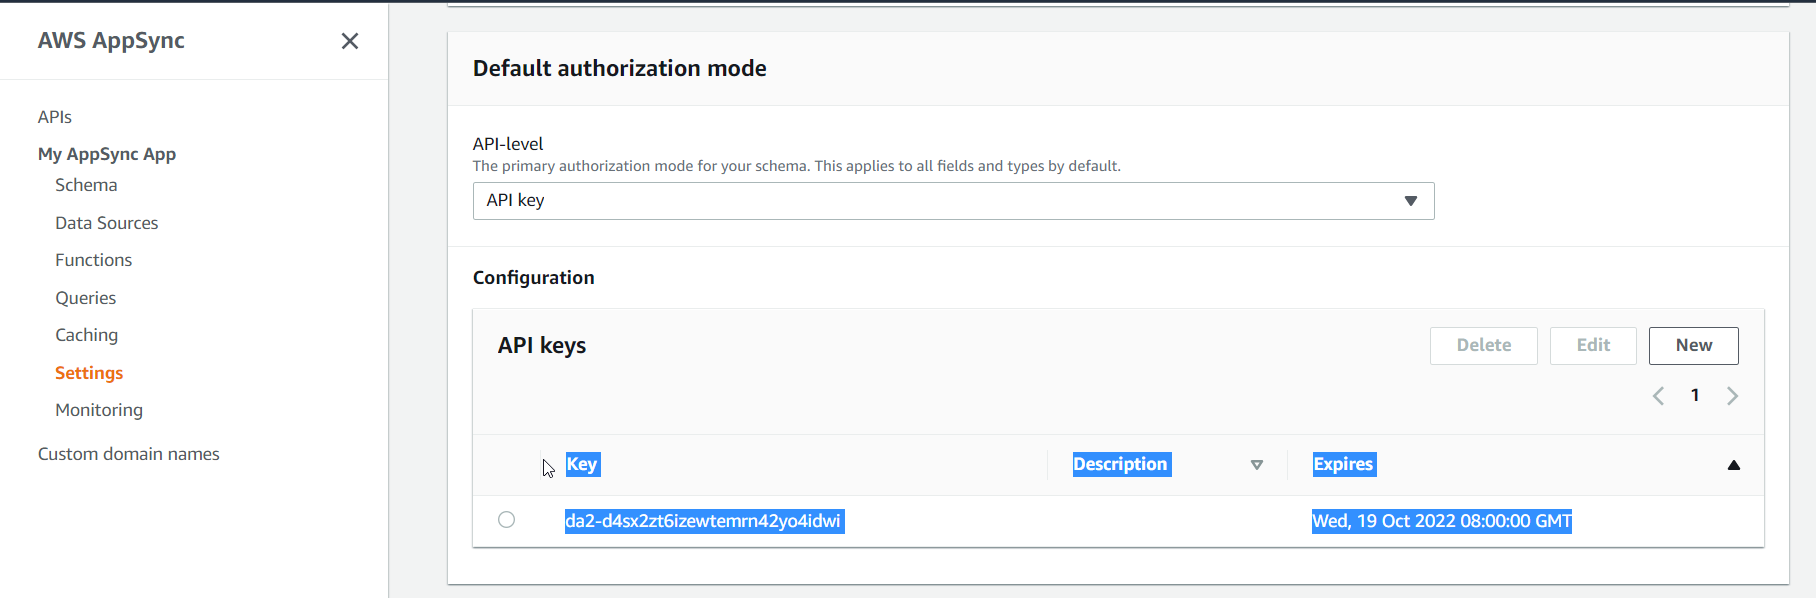 AWS AppSync
APIs
My AppSync App
Schema
Data Sources
Functions
Queries
Caching
Settings
Monitoring
Custom domain names
Default authorization mode
API-level
The primary authorization mode for your schema. This applies to all fields and types by default.
API key
Configuration
API keys
Delete Edit New
1
Key Description Expires
da2-d4sx2zt6izewtemrn42yo4idwi Wed, 19 Oct 2022 08:00:00 GMT